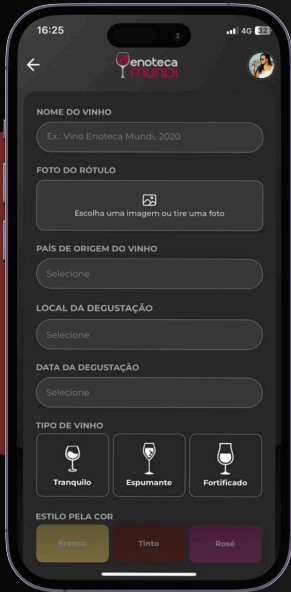 16:25
4G 32
enoteca
MUNDI
NOME DO VINHO
Ex.: Vino Enoteca Mundi, 2020
FOTO DO RÓTULO
Escolha uma imagem ou tire uma foto
PAÍS DE ORIGEM DO VINHO
Selecione
LOCAL DA DEGUSTAÇÃO
Selecione
DATA DA DEGUSTAÇÃO
Selecione
TIPO DE VINHO
Tranquilo Espumante Fortificado
ESTILO PELA COR
Branco Tinto Rosé